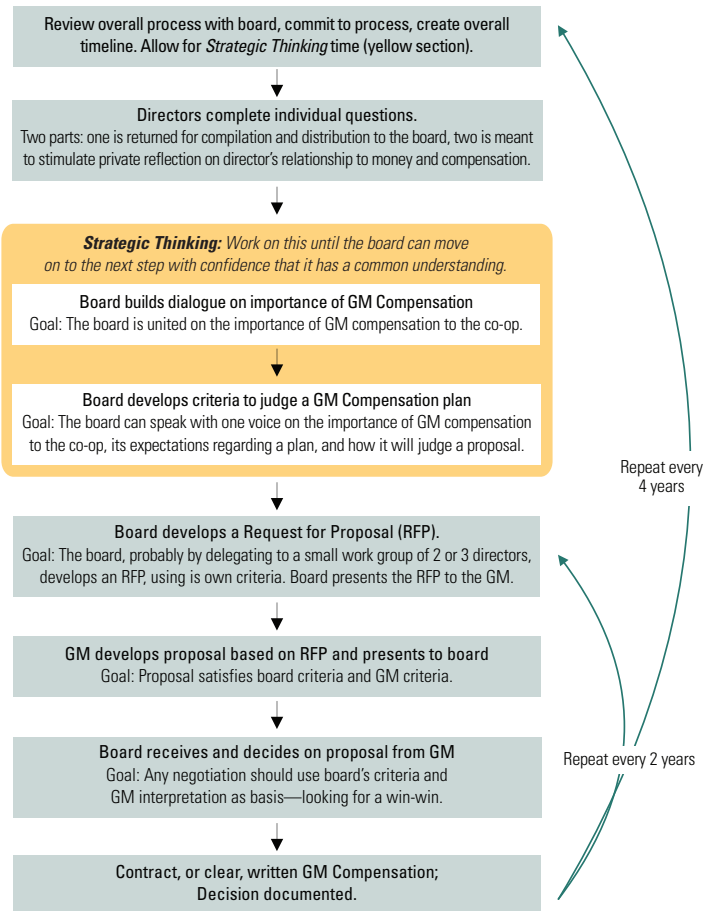 Review overall process with board, commit to process, create overall
timeline. Allow for Strategic Thinking time (yellow section).
Directors complete individual questions.
Two parts: one is returned for compilation and distribution to the board, two is meant
to stimulate private reflection on director's relationship to money and compensation.
Strategic Thinking: Work on this until the board can move
on to the next step with confidence that it has a common understanding.
Board builds dialogue on importance of GM Compensation
Goal: The board is united on the importance of GM compensation to the co-op.
Board develops criteria to judge a GM Compensation plan
Goal: The board can speak with one voice on the importance of GM compensation
to the co-op, its expectations regarding a plan, and how it will judge a proposal.
Board develops a Request for Proposal (RFP).
Goal: The board, probably by delegating to a small work group of 2 or 3 directors,
develops an RFP, using is own criteria. Board presents the RFP to the GM.
GM develops proposal based on RFP and presents to board
Goal: Proposal satisfies board criteria and GM criteria.
Board receives and decides on proposal from GM
Goal: Any negotiation should use board's criteria and
GM interpretation as basis—looking for a win-win.
Contract, or clear, written GM Compensation;
Decision documented.
Repeat every
4 years
Repeat every 2 years